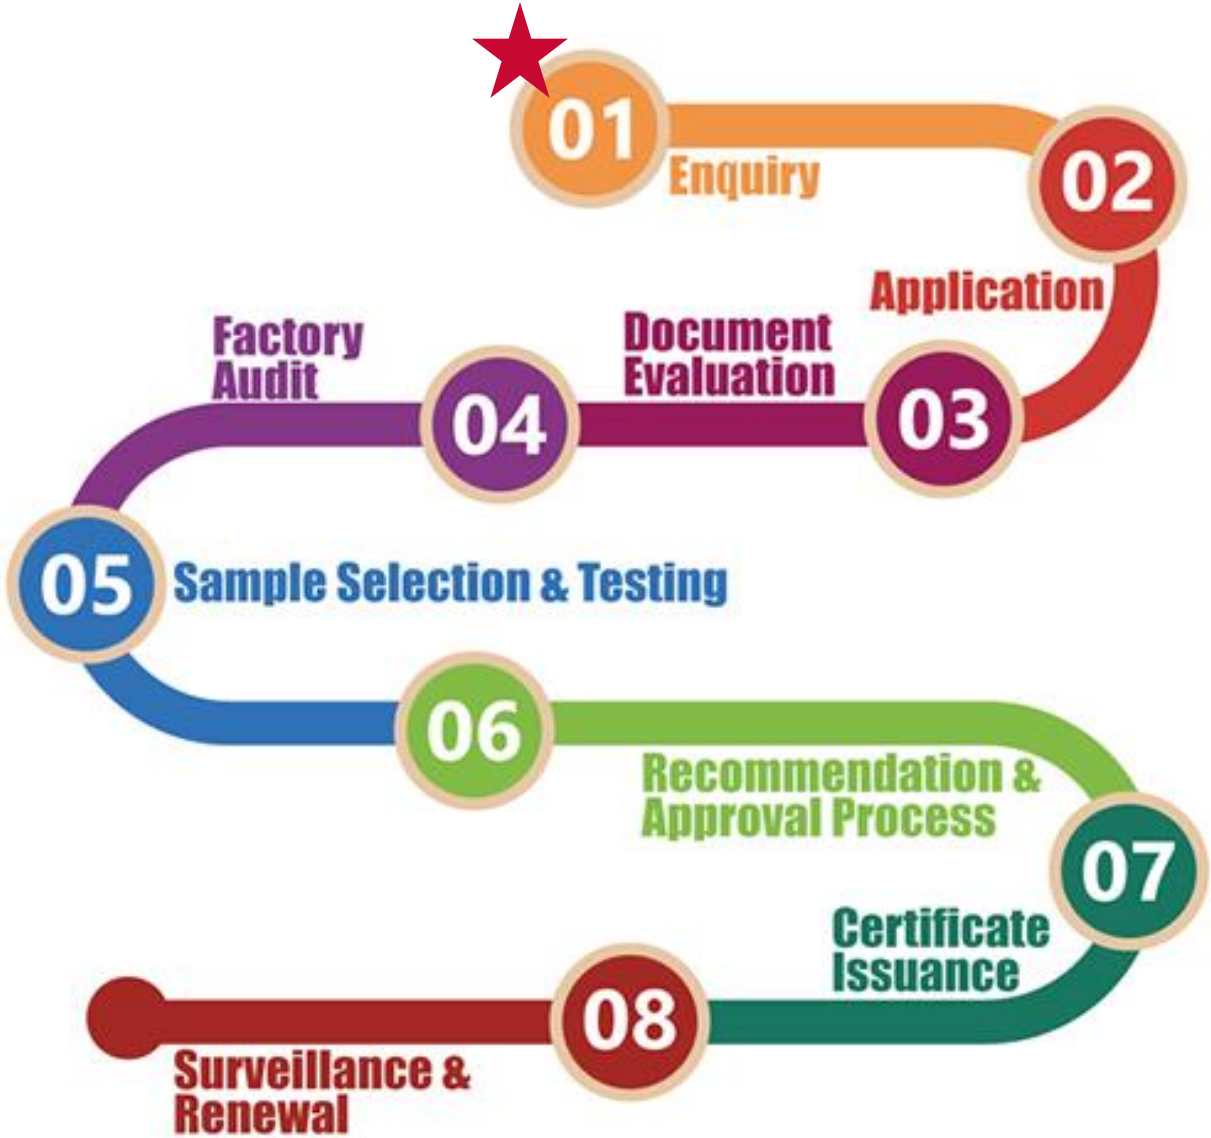 01
Enquiry
02
Application
03
Document
Evaluation
04
Factory
Audit
05
Sample Selection & Testing
06
Recommendation &
Approval Process
07
Certificate
Issuance
08
Surveillance &
Renewal